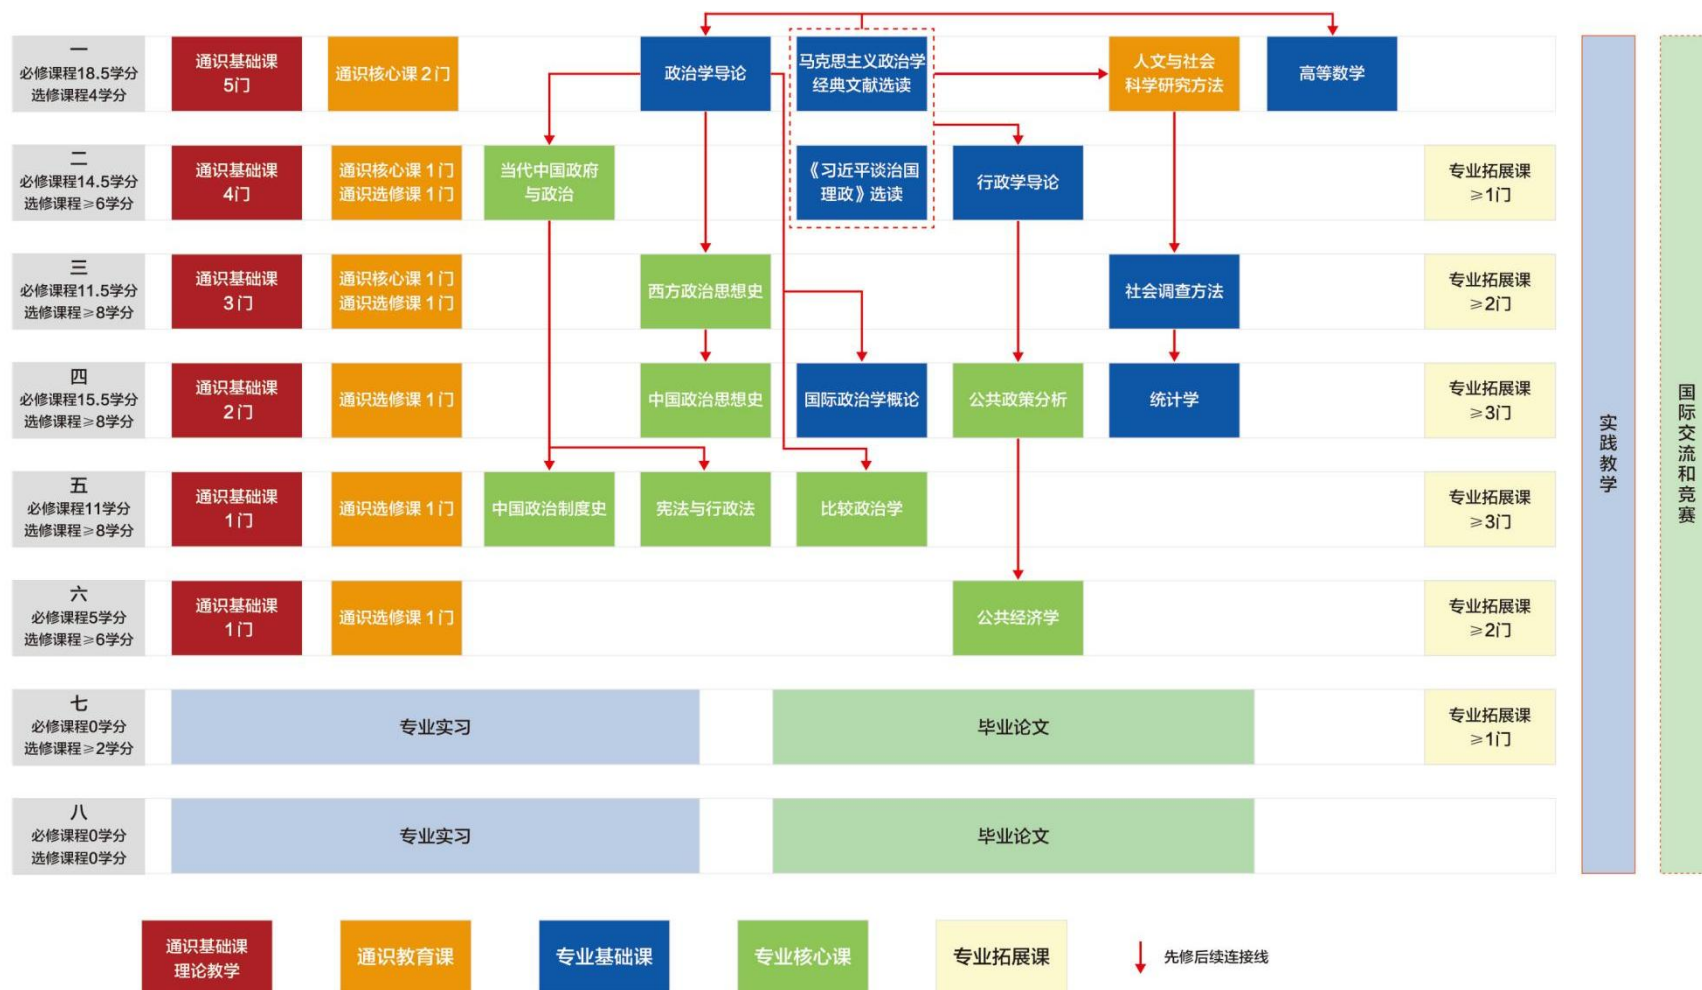 一
必修课程18.5学分
选修课程4学分
通识基础课
5门
通识核心课 2 门
政治学导论
马克思主义政治学
经典文献选读
人文与社会
科学研究方法
高等数学
二
必修课程14.5学分
选修课程≥6学分
通识基础课
4门
通识核心课 1 门
通识选修课 1 门
当代中国政府
与政治
《习近平谈治国
理政》选读
行政学导论
专业拓展课
≥1门
三
必修课程11.5学分
选修课程≥8学分
通识基础课
3 门
通识核心课 1 门
通识选修课 1 门
西方政治思想史
社会调查方法
专业拓展课
≥2门
四
必修课程15.5学分
选修课程≥8学分
通识基础课
2 门
通识选修课 1 门
中国政治思想史
国际政治学概论
公共政策分析
统计学
专业拓展课
≥3门
五
必修课程11学分
选修课程≥8学分
通识基础课
1 门
通识选修课 1 门
中国政治制度史
宪法与行政法
比较政治学
专业拓展课
≥3门
六
必修课程5学分
选修课程≥6学分
通识基础课
1 门
通识选修课 1 门
公共经济学
专业拓展课
≥2门
七
必修课程0学分
选修课程≥2学分
专业实习
毕业论文
专业拓展课
≥1门
八
必修课程0学分
选修课程0学分
专业实习
毕业论文
实践教学
国际交流和竞赛
通识基础课
理论教学
通识教育课
专业基础课
专业核心课
专业拓展课
先修后续连接线